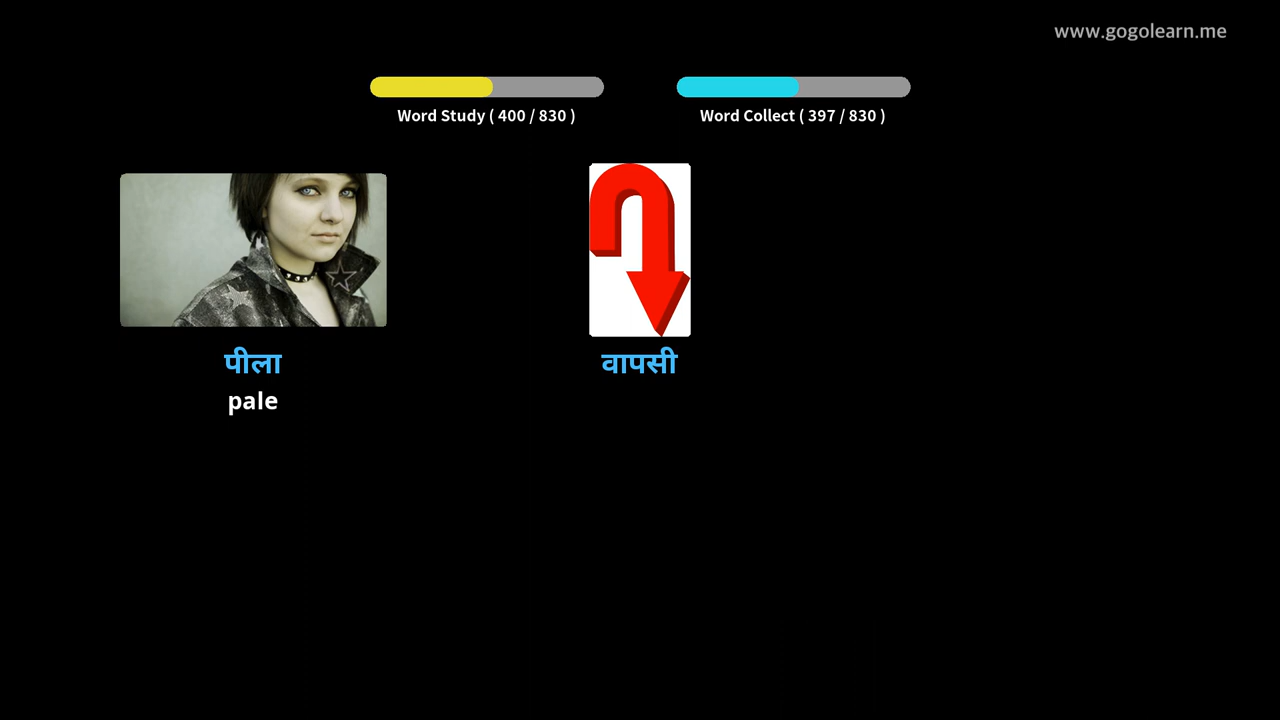 www.gogolearn.me
Word Study ( 400 / 830 )
Word Collect ( 397 / 830 )
पीला
pale
वापसी